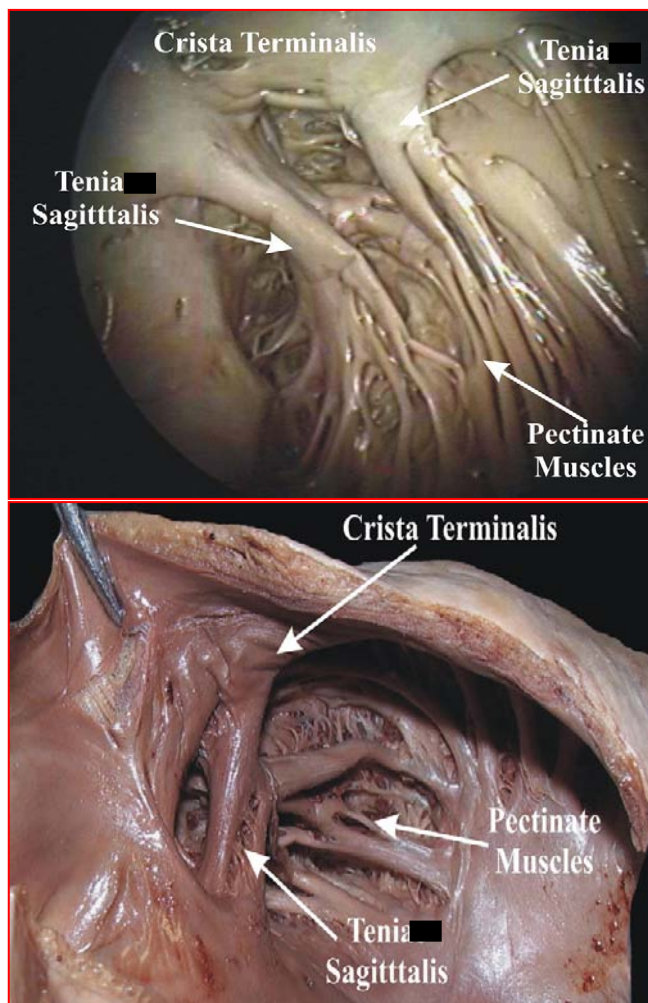 Crista Terminalis
Tenia
Sagitttalis
Tenia
Sagitttalis
Pectinate
Muscles
Crista Terminalis
Pectinate
Muscles
Tenia
Sagitttalis